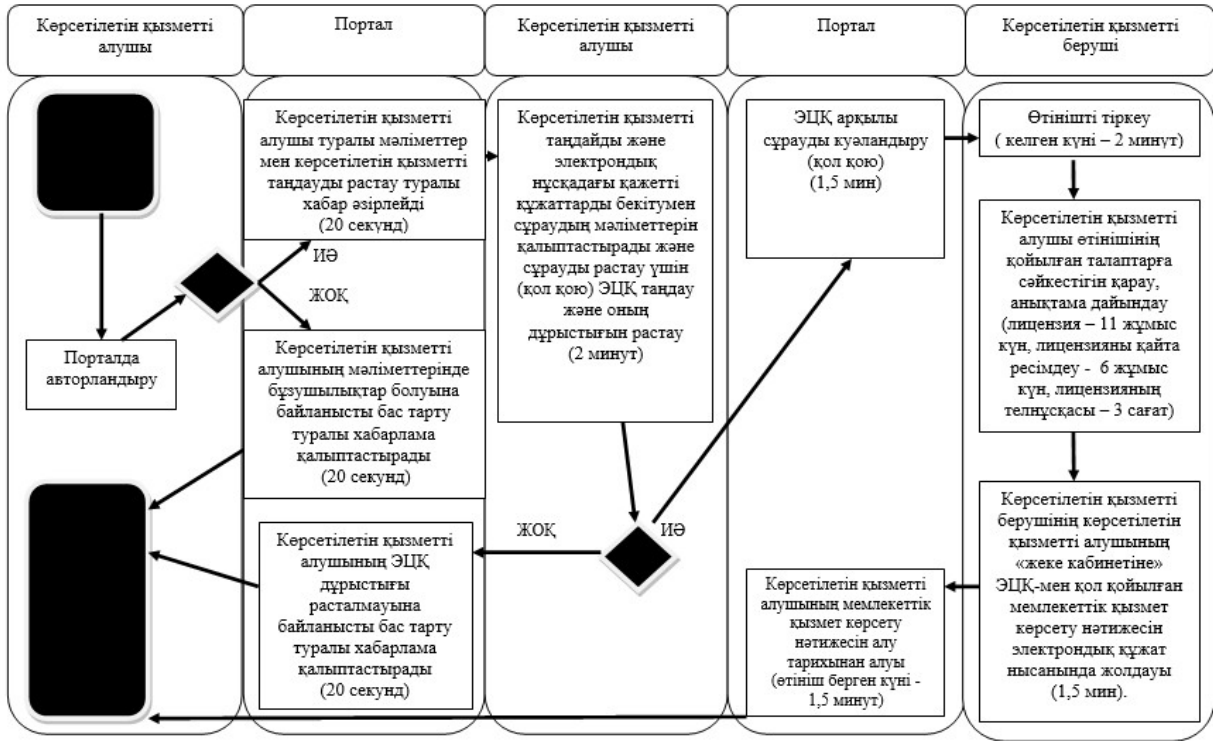 Көрсетілетін қызметті
алушы
Портал
Көрсетілетін қызметті
алушы
Портал
Көрсетілетін қызметті
беруші
Порталда
авторландыру
Көрсетілетін қызметті
алушы туралы мәліметтер
мен көрсетілетін қызметті
таңдауды растау туралы
хабар әзірлейді
(20 секунд)
ИӘ
ЖОҚ
Көрсетілетін қызметті
алушының мәліметтерінде
бұзушылықтар болуына
байланысты бас тарту
туралы хабарлама
қалыптастырады
(20 секунд)
Көрсетілетін қызметті
алушының ЭЦҚ
дұрыстығы
расталмауына
байланысты бас тарту
туралы хабарлама
қалыптастырады
(20 секунд)
Көрсетілетін қызметті
таңдайды және
электрондық
нұсқадағы қажетті
құжаттарды бекітумен
сұраудың мәліметтерін
қалыптастырады және
сұрауды растау үшін
(қол қою) ЭЦҚ таңдау
және оның
дұрыстығын растау
(2 минут)
ЖОҚ
ИӘ
ЭЦҚ арқылы
сұрауды куәландыру
(қол қою)
(1,5 мин)
Көрсетілетін қызметті
алушының мемлекеттік
қызмет көрсету
нәтижесін алу
тарихынан алуы
(өтініш берген күні -
1,5 минут)
Өтінішті тіркеу
( келген күні – 2 минут)
Көрсетілетін қызметті
алушы өтінішінің
қойылған талаптарға
сәйкестігін қарау,
анықтама дайындау
(лицензия – 11 жұмыс
күн, лицензияны қайта
ресімдеу -  6 жұмыс
күн, лицензияның
телнұсқасы – 3 сағат)
Көрсетілетін қызметті
берушінің көрсетілетін
қызметті алушының
«жеке кабинетіне»
ЭЦҚ-мен қол қойылған
мемлекеттік қызмет
көрсету нәтижесін
электрондық құжат
нысанында жолдауы
(1,5 мин).